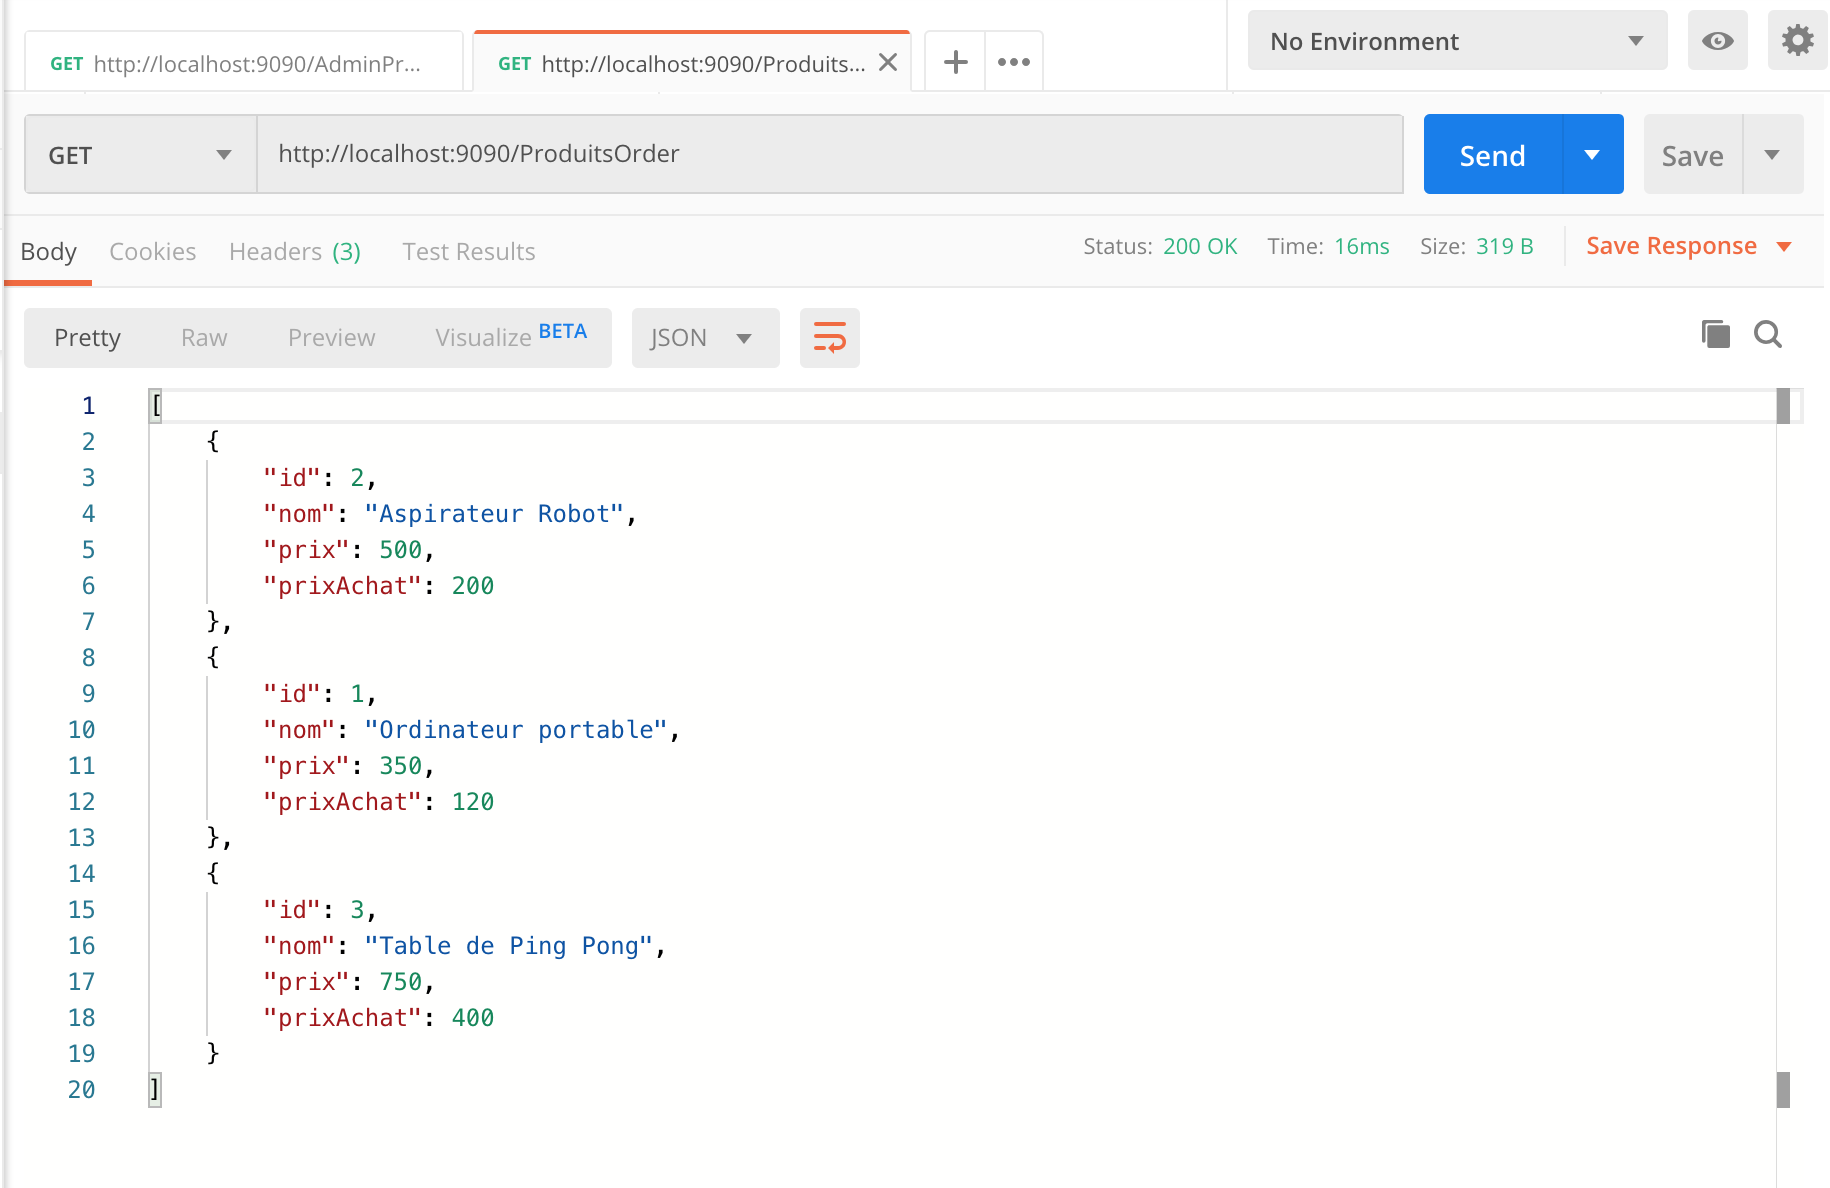 GET http://localhost:9090/AdminPr...
GET http://localhost:9090/Produits...
No Environment
GET
http://localhost:9090/ProduitsOrder
Send
Save
Body Cookies Headers (3) Test Results
Status: 200 OK Time: 16ms Size: 319 B Save Response
Pretty Raw Preview Visualize BETA JSON
1 [
2 {
3 "id": 2,
4 "nom": "Aspirateur Robot",
5 "prix": 500,
6 "prixAchat": 200
7 },
8 {
9 "id": 1,
10 "nom": "Ordinateur portable",
11 "prix": 350,
12 "prixAchat": 120
13 },
14 {
15 "id": 3,
16 "nom": "Table de Ping Pong",
17 "prix": 750,
18 "prixAchat": 400
19 }
20 ]